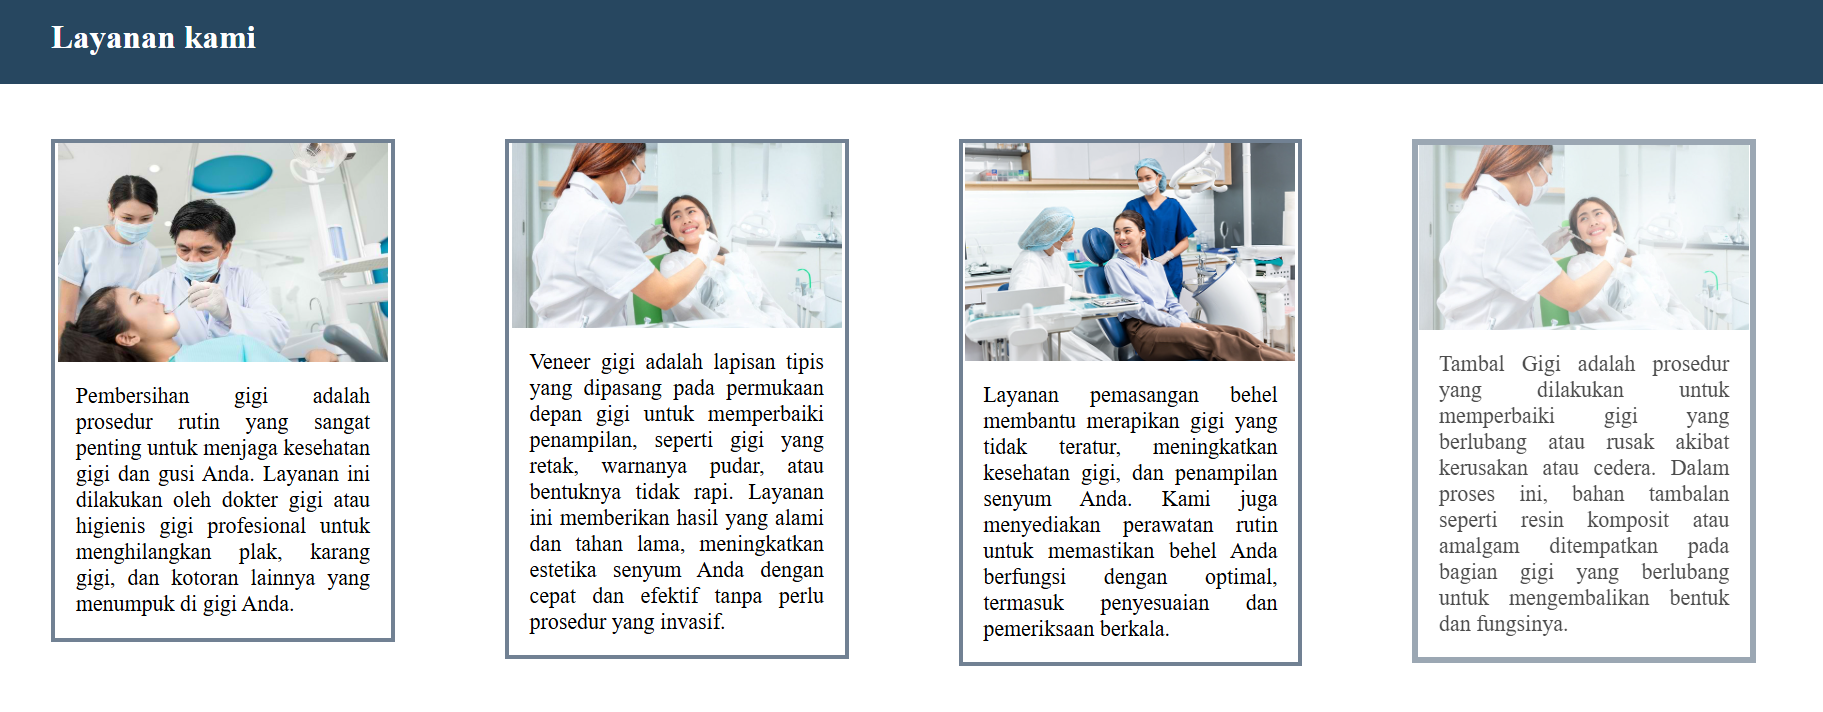 Layanan kami
Pembersihan gigi adalah
prosedur rutin yang sangat
penting untuk menjaga kesehatan
gigi dan gusi Anda. Layanan ini
dilakukan oleh dokter gigi atau
higienis gigi profesional untuk
menghilangkan plak, karang
gigi, dan kotoran lainnya yang
menumpuk di gigi Anda.
Veneer gigi adalah lapisan tipis
yang dipasang pada permukaan
depan gigi untuk memperbaiki
penampilan, seperti gigi yang
retak, warnanya pudar, atau
bentuknya tidak rapi. Layanan
ini memberikan hasil yang alami
dan tahan lama, meningkatkan
estetika senyum Anda dengan
cepat dan efektif tanpa perlu
prosedur yang invasif.
Layanan pemasangan behel
membantu merapikan gigi yang
tidak teratur, meningkatkan
kesehatan gigi, dan penampilan
senyum Anda. Kami juga
menyediakan perawatan rutin
untuk memastikan behel Anda
berfungsi dengan optimal,
termasuk penyesuaian dan
pemeriksaan berkala.
Tambal Gigi adalah prosedur
yang dilakukan untuk
memperbaiki gigi yang
berlubang atau rusak akibat
kerusakan atau cedera. Dalam
proses ini, bahan tambalan
seperti resin komposit atau
amalgam ditempatkan pada
bagian gigi yang berlubang
untuk mengembalikan bentuk
dan fungsinya.